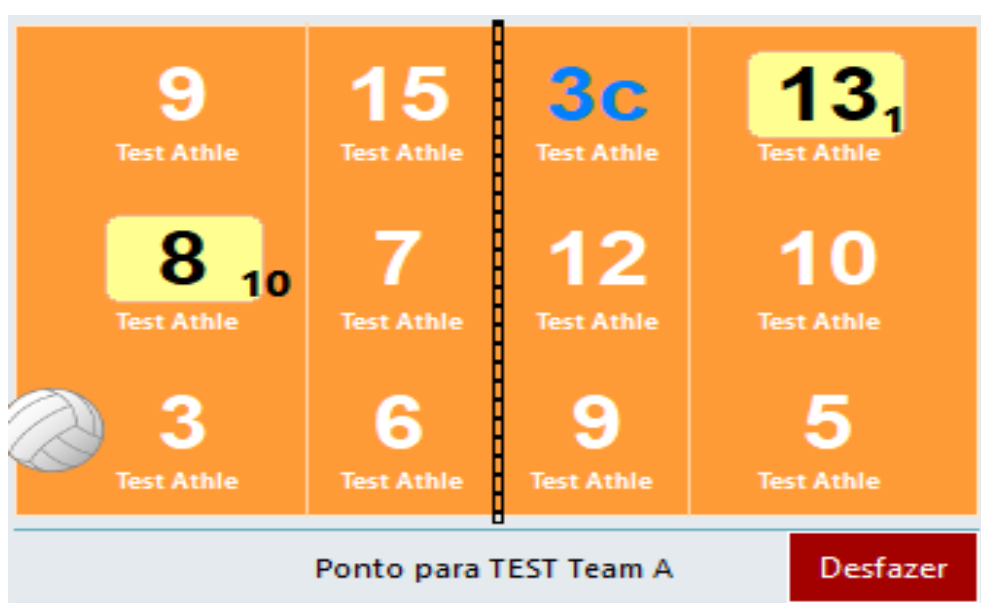 9 15 3c 13 1
Test Athle Test Athle Test Athle Test Athle
8 10 7 12 10
Test Athle Test Athle Test Athle Test Athle
3 6 9 5
Test Athle Test Athle Test Athle Test Athle
Ponto para TEST Team A Desfazer